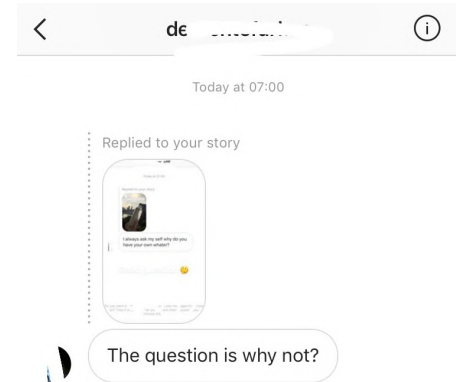 Today at 07:00
Replied to your story
I always ask my self why do you
have your own whater?
The question is why not?